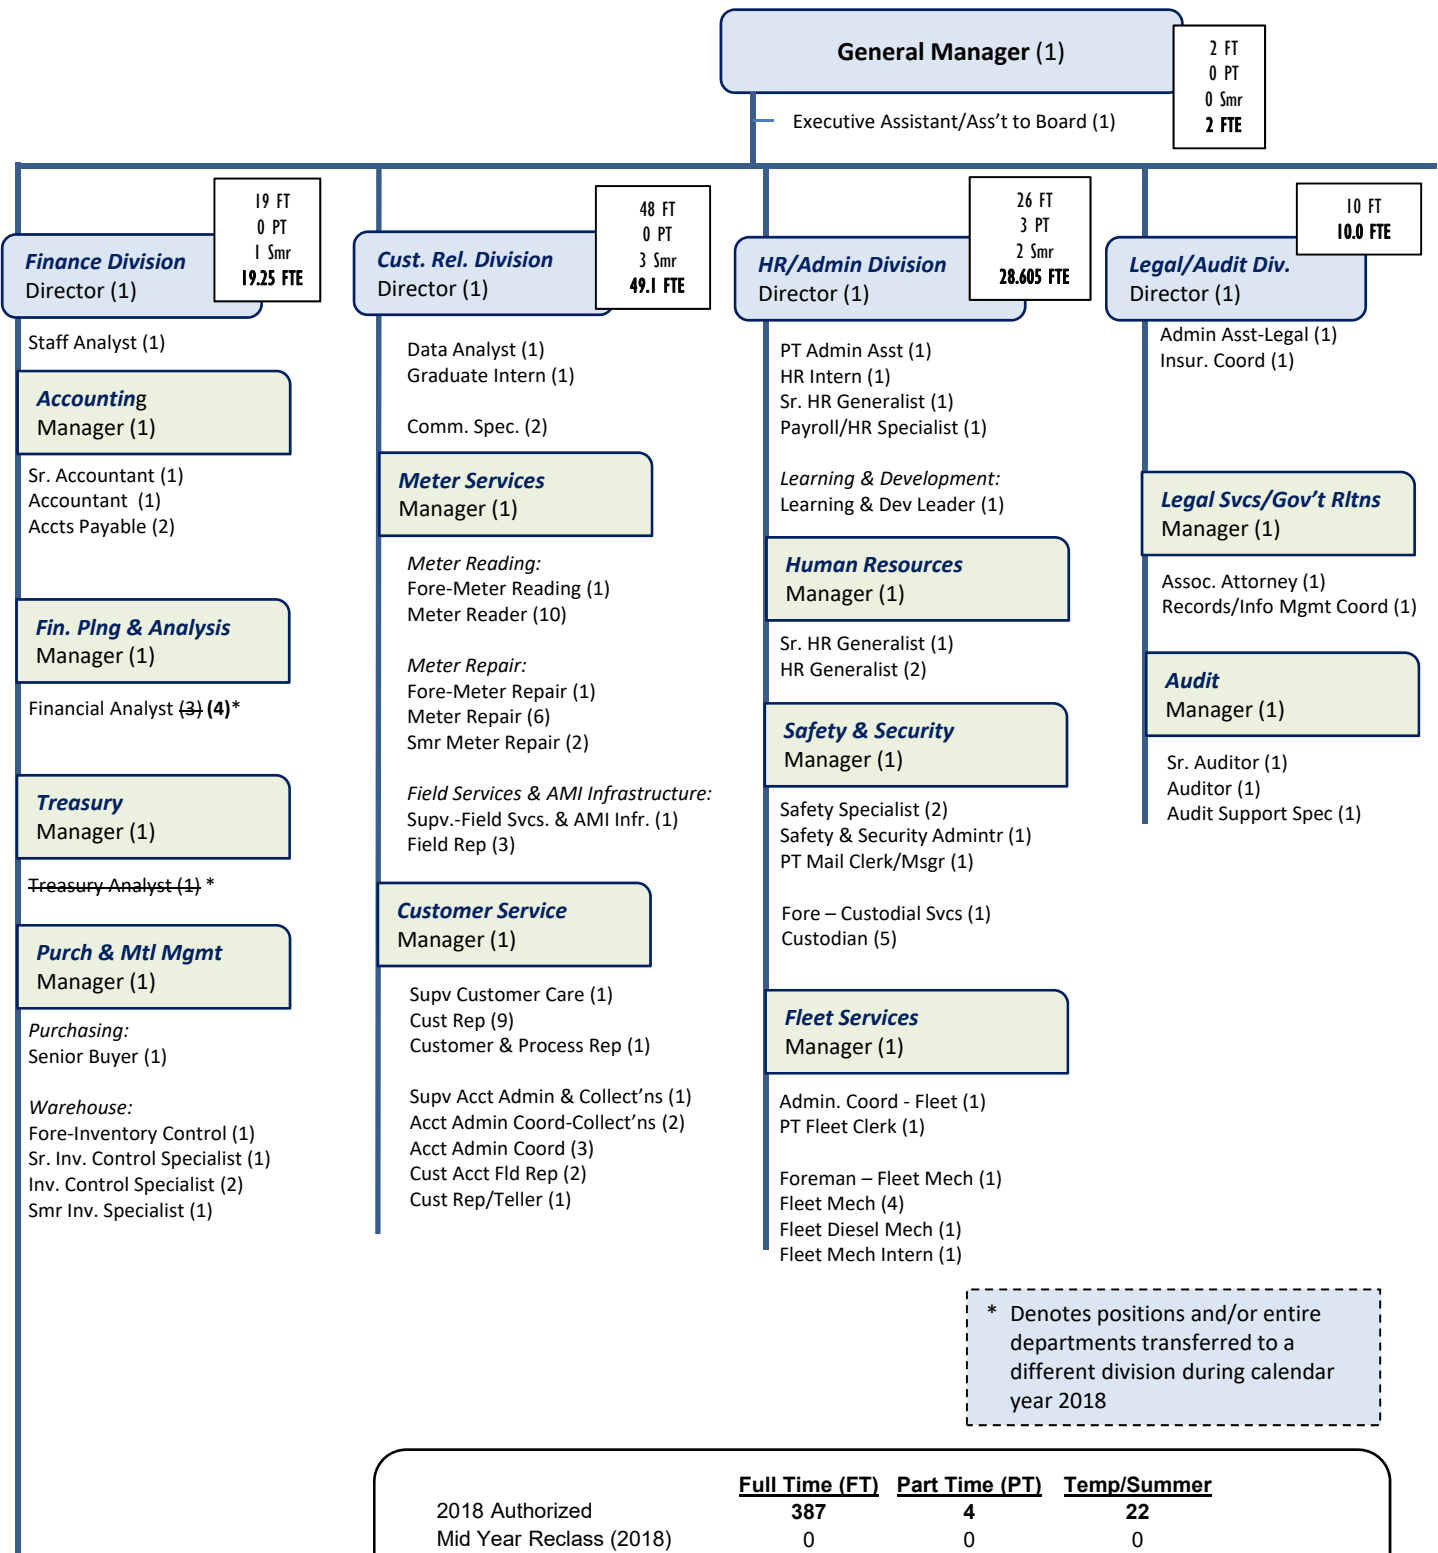 General Manager (1)
2 FT
0 PT
0 Smr
2 FTE
Executive Assistant/Ass't to Board (1)
19 FT
0 PT
1 Smr
19.25 FTE
Finance Division
Director (1)
Staff Analyst (1)
Accounting
Manager (1)
Sr. Accountant (1)
Accountant (1)
Accts Payable (2)
Fin. Plng & Analysis
Manager (1)
Financial Analyst (3) (4)*
Treasury
Manager (1)
Treasury Analyst (1) *
Purch & Mtl Mgmt
Manager (1)
Purchasing:
Senior Buyer (1)
Warehouse:
Fore-Inventory Control (1)
Sr. Inv. Control Specialist (1)
Inv. Control Specialist (2)
Smr Inv. Specialist (1)
48 FT
0 PT
3 Smr
49.1 FTE
Cust. Rel. Division
Director (1)
Data Analyst (1)
Graduate Intern (1)
Comm. Spec. (2)
Meter Services
Manager (1)
Meter Reading:
Fore-Meter Reading (1)
Meter Reader (10)
Meter Repair:
Fore-Meter Repair (1)
Meter Repair (6)
Smr Meter Repair (2)
Field Services & AMI Infrastructure:
Supv.-Field Svcs. & AMI Infr. (1)
Field Rep (3)
Customer Service
Manager (1)
Supv Customer Care (1)
Cust Rep (9)
Customer & Process Rep (1)
Supv Acct Admin & Collect'ns (1)
Acct Admin Coord-Collect'ns (2)
Acct Admin Coord (3)
Cust Acct Fld Rep (2)
Cust Rep/Teller (1)
26 FT
3 PT
2 Smr
28.605 FTE
HR/Admin Division
Director (1)
PT Admin Asst (1)
HR Intern (1)
Sr. HR Generalist (1)
Payroll/HR Specialist (1)
Learning & Development:
Learning & Dev Leader (1)
Human Resources
Manager (1)
Sr. HR Generalist (1)
HR Generalist (2)
Safety & Security
Manager (1)
Safety Specialist (2)
Safety & Security Admintr (1)
PT Mail Clerk/Msgr (1)
Fore – Custodial Svcs (1)
Custodian (5)
Fleet Services
Manager (1)
Admin. Coord - Fleet (1)
PT Fleet Clerk (1)
Foreman – Fleet Mech (1)
Fleet Mech (4)
Fleet Diesel Mech (1)
Fleet Mech Intern (1)
10 FT
10.0 FTE
Legal/Audit Div.
Director (1)
Admin Asst-Legal (1)
Insur. Coord (1)
Legal Svcs/Gov't Rltns
Manager (1)
Assoc. Attorney (1)
Records/Info Mgmt Coord (1)
Audit
Manager (1)
Sr. Auditor (1)
Auditor (1)
Audit Support Spec (1)
* Denotes positions and/or entire
departments transferred to a
different division during calendar
year 2018
Full Time (FT) Part Time (PT) Temp/Summer
2018 Authorized 387 4 22
Mid Year Reclass (2018) 0 0 0